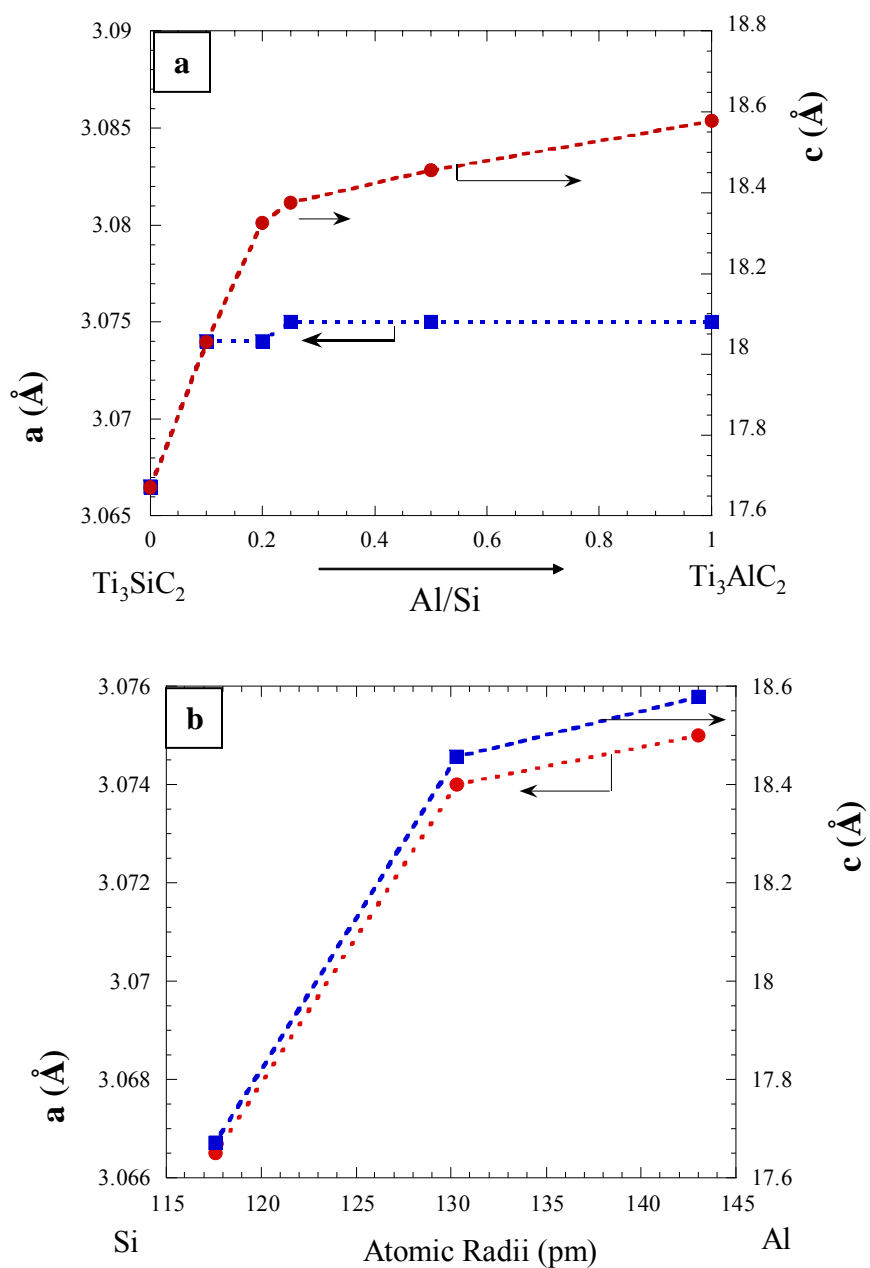 3.09
3.085
3.08
3.075
3.07
3.065
a (Å)
a
18.8
18.6
18.4
18.2
18
17.8
17.6
c (Å)
0 0.2 0.4 0.6 0.8 1
Ti₃SiC₂ Ti₃AlC₂
Al/Si
3.076
3.074
3.072
3.07
3.068
3.066
a (Å)
b
18.6
18.4
18.2
18
17.8
17.6
c (Å)
115 120 125 130 135 140 145
Si Atomic Radii (pm) Al